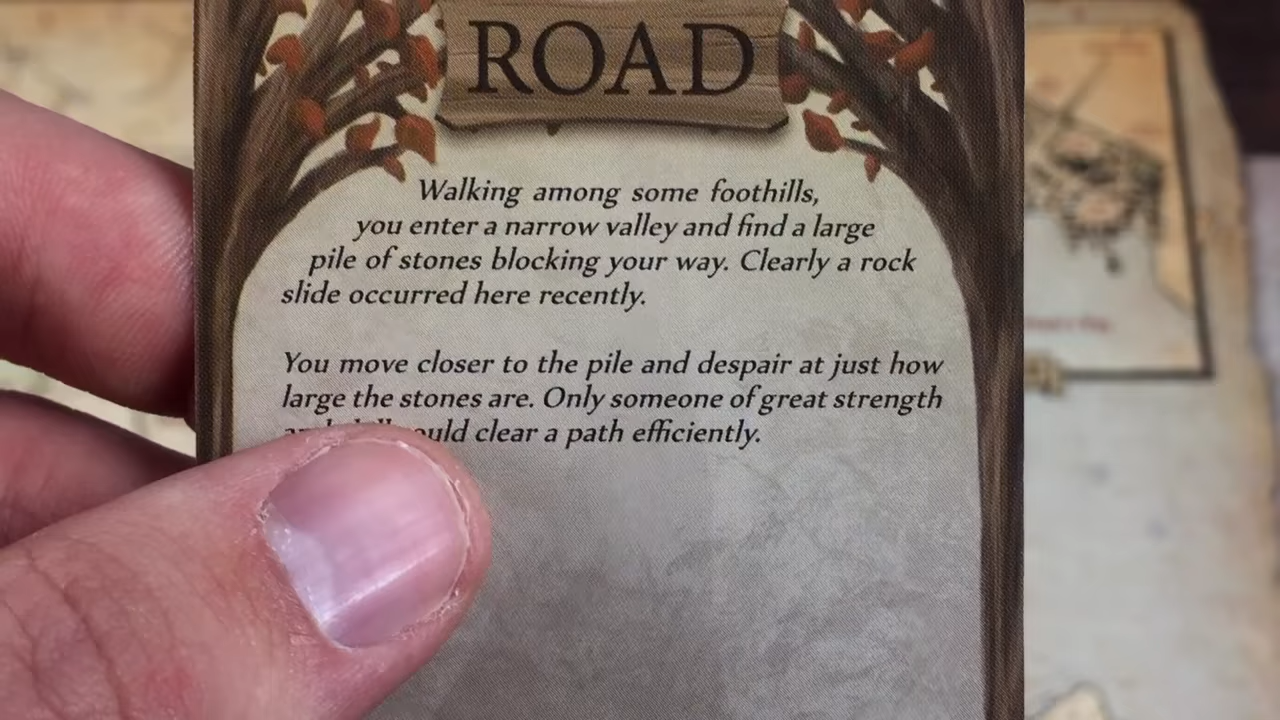 ROAD
Walking among some foothills,
you enter a narrow valley and find a large
pile of stones blocking your way. Clearly a rock
slide occurred here recently.
You move closer to the pile and despair at just how
large the stones are. Only someone of great strength
clear a path efficiently.